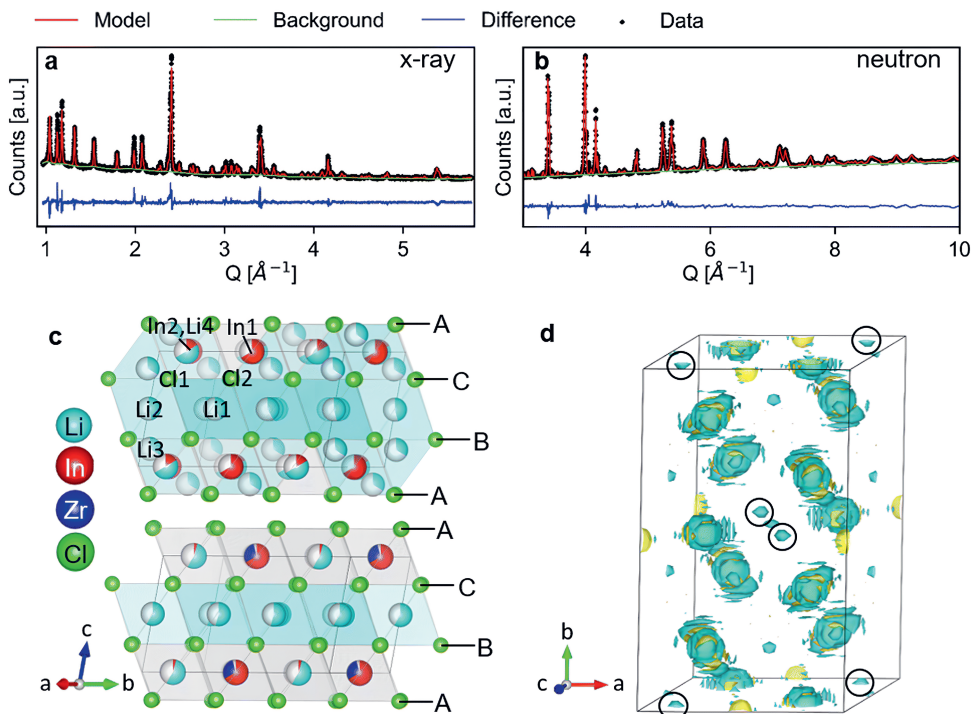 Model Background Difference Data
a x-ray
Counts [a.u.]
1 2 3 4 5
Q [Å⁻¹]
b neutron
Counts [a.u.]
4 6 8 10
Q [Å⁻¹]
c
In2,Li4 In1
A
Cl1 Cl2
C
Li2 Li1
B
Li3
A
Li
In
Zr
Cl
A
C
B
A
c
a b
d
b
c a